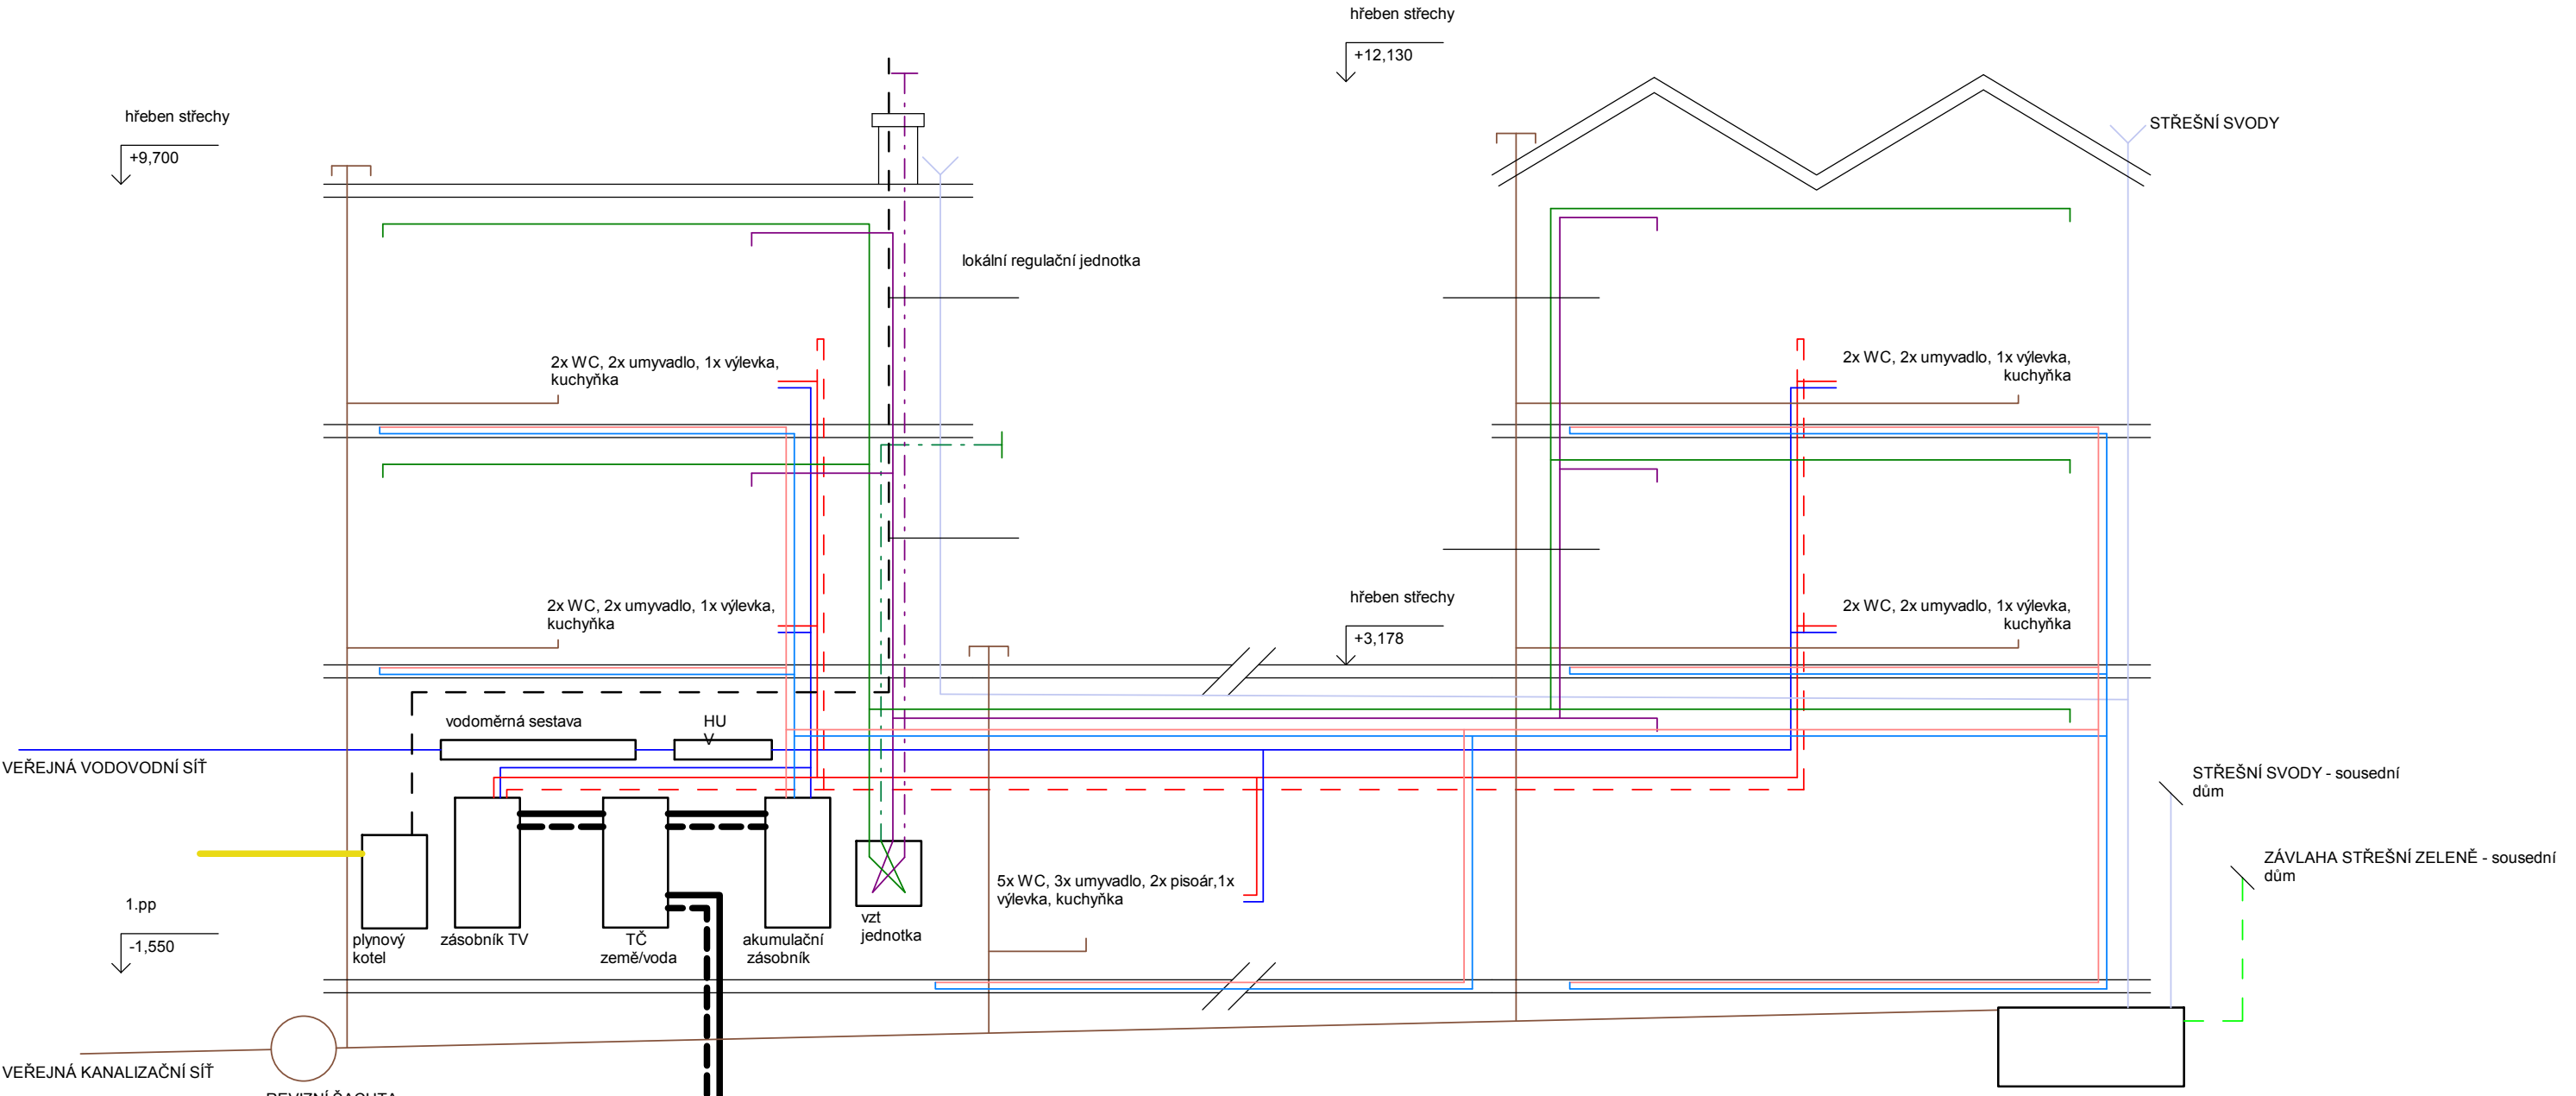 hřeben střechy
+12,130
hřeben střechy
+9,700
STŘEŠNÍ SVODY
lokální regulační jednotka
2x WC, 2x umyvadlo, 1x výlevka,
kuchyňka
2x WC, 2x umyvadlo, 1x výlevka,
kuchyňka
2x WC, 2x umyvadlo, 1x výlevka,
kuchyňka
hřeben střechy
+3,178
2x WC, 2x umyvadlo, 1x výlevka,
kuchyňka
vodoměrná sestava
HU
V
VEŘEJNÁ VODOVODNÍ SÍŤ
STŘEŠNÍ SVODY - sousední
dům
ZÁVLAHA STŘEŠNÍ ZELENĚ - sousední
dům
5x WC, 3x umyvadlo, 2x pisoár,1x
výlevka, kuchyňka
1.pp
-1,550
plynový
kotel
zásobník TV
TČ
země/voda
akumulační
zásobník
vzt
jednotka
VEŘEJNÁ KANALIZAČNÍ SÍŤ
REVIZNÍ ŠACHTA